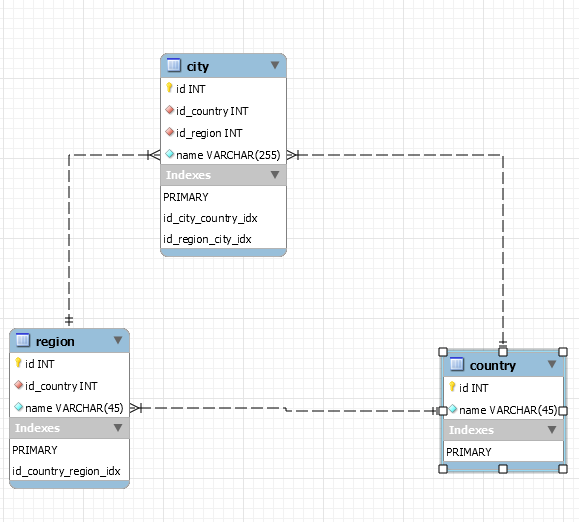 city
id INT
id_country INT
id_region INT
name VARCHAR(255)
Indexes
PRIMARY
id_city_country_idx
id_region_city_idx
region
id INT
id_country INT
name VARCHAR(45)
Indexes
PRIMARY
id_country_region_idx
country
id INT
name VARCHAR(45)
Indexes
PRIMARY